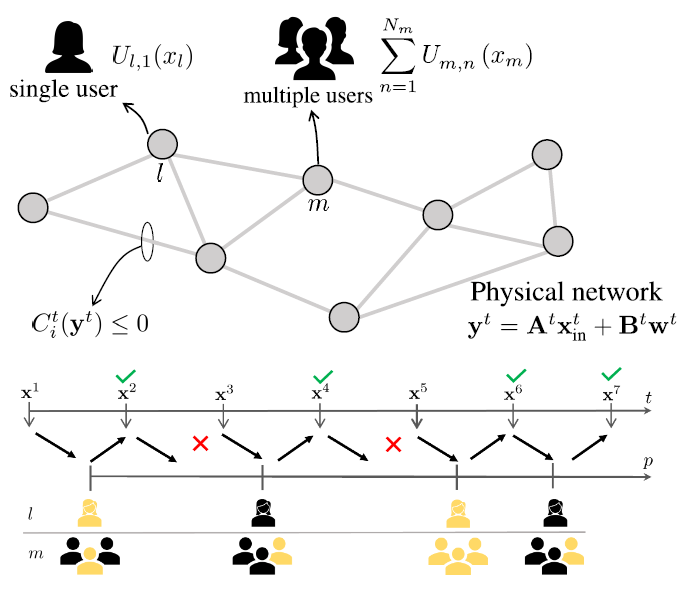 U_{l,1}(x_l)
\sum_{n=1}^{N_m} U_{m,n}(x_m)
single user
multiple users
l
m
Physical network
C_i^t(\mathbf{y}^t) \leq 0
\mathbf{y}^t = \mathbf{A}^t \mathbf{x}_{\text{in}}^t + \mathbf{B}^t \mathbf{w}^t
\mathbf{x}^1 \mathbf{x}^2 \mathbf{x}^3 \mathbf{x}^4 \mathbf{x}^5 \mathbf{x}^6 \mathbf{x}^7 t
p
l
m